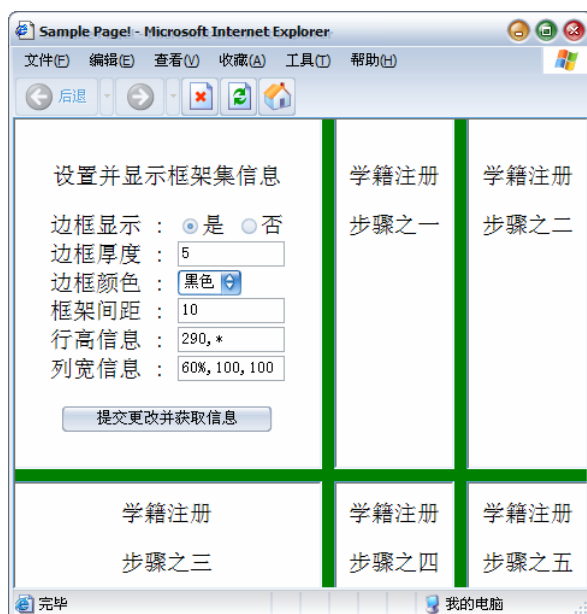 Sample Page! - Microsoft Internet Explorer
文件(F) 编辑(E) 查看(V) 收藏(A) 工具(T) 帮助(H)
后退
设置并显示框架集信息
边框显示 : 是 否
边框厚度 : 5
边框颜色 : 黑色
框架间距 : 10
行高信息 : 290,*
列宽信息 : 60%,100,100
提交更改并获取信息
学籍注册
步骤之一
学籍注册
步骤之二
学籍注册
步骤之三
学籍注册
步骤之四
学籍注册
步骤之五
完毕
我的电脑